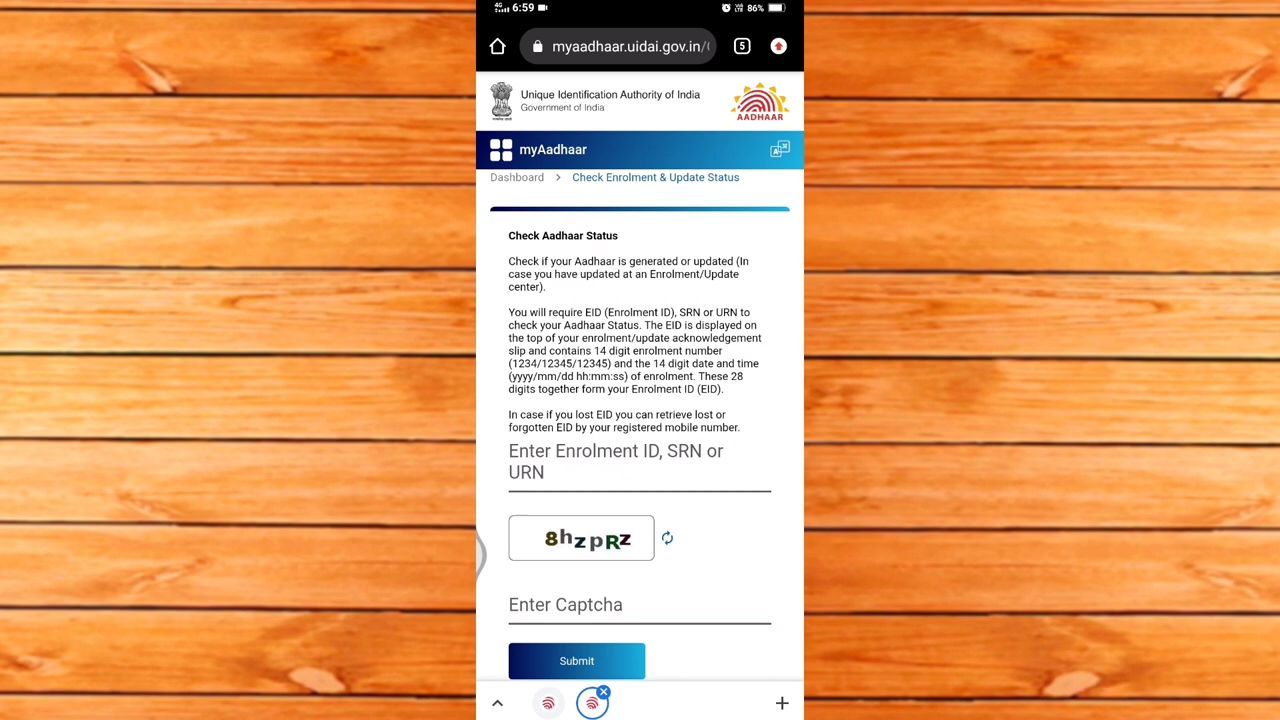 4G 6:59 86%
myaadhaar.uidai.gov.in/ 5
Unique Identification Authority of India
Government of India
AADHAAR
myAadhaar
Dashboard > Check Enrolment & Update Status
Check Aadhaar Status
Check if your Aadhaar is generated or updated (In
case you have updated at an Enrolment/Update
center).
You will require EID (Enrolment ID), SRN or URN to
check your Aadhaar Status. The EID is displayed on
the top of your enrolment/update acknowledgement
slip and contains 14 digit enrolment number
(1234/12345/12345) and the 14 digit date and time
(yyyy/mm/dd hh:mm:ss) of enrolment. These 28
digits together form your Enrolment ID (EID).
In case if you lost EID you can retrieve lost or
forgotten EID by your registered mobile number.
Enter Enrolment ID, SRN or
URN
8hzpRz
Enter Captcha
Submit